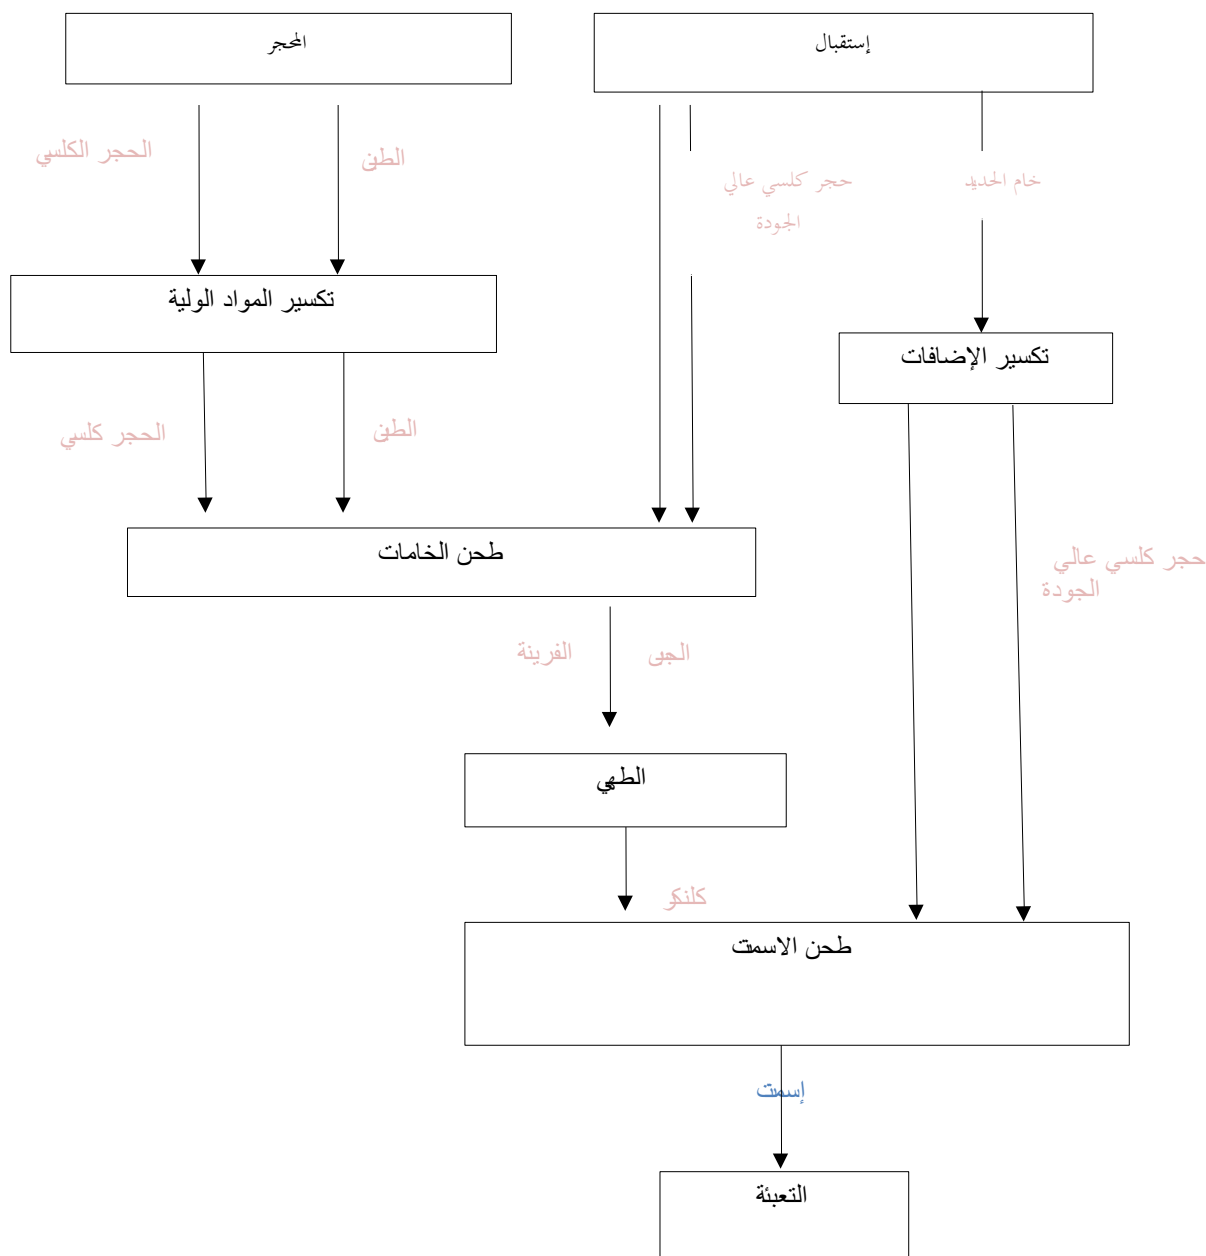 المحجر
إستقبال
الحجر الكلسي
الطين
حجر كلسي عالي
الجودة
خام الحديد
تكسير المواد الولية
تكسير الإضافات
الحجر كلسي
الطين
طحن الخامات
حجر كلسي عالي
الجودة
الفرينة
الجبى
الطهي
كلنكر
طحن الاسمت
إسمت
التعبئة